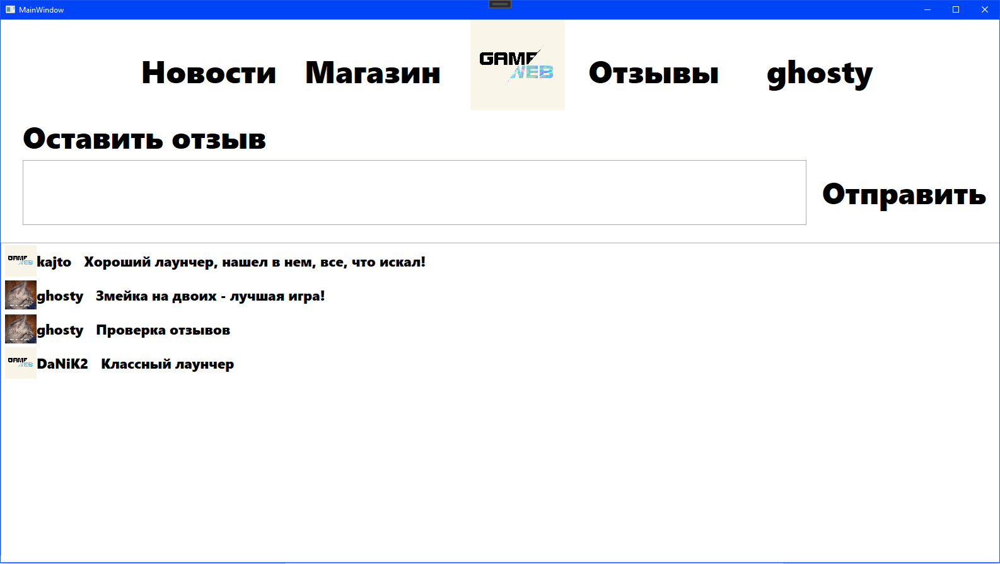 MainWindow
Новости Магазин GAME WEB Отзывы ghosty
Оставить отзыв
Отправить
kajto Хороший лаунчер, нашел в нем, все, что искал!
ghosty Змейка на двоих - лучшая игра!
ghosty Проверка отзывов
DaNiK2 Классный лаунчер